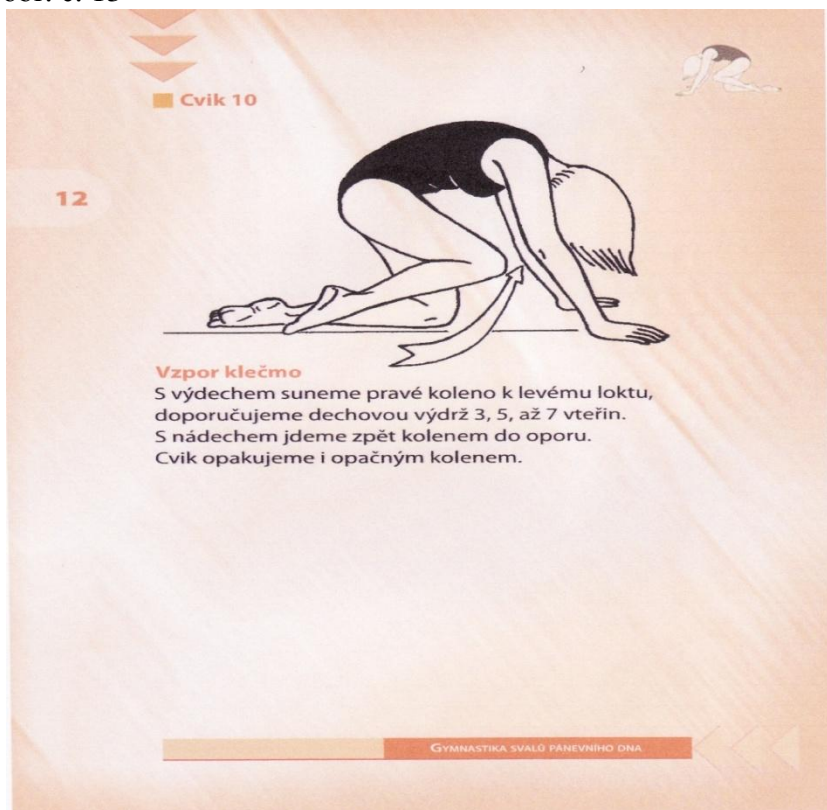 Cvik 10
12
Vzpor klečmo
S výdechem suneme pravé koleno k levému loktu,
doporučujeme dechovou výdrž 3, 5, až 7 vteřin.
S nádechem jdeme zpět kolenem do oporu.
Cvik opakujeme i opačným kolenem.
GYMNASTIKA SVALŮ PÁNEVNÍHO DNA